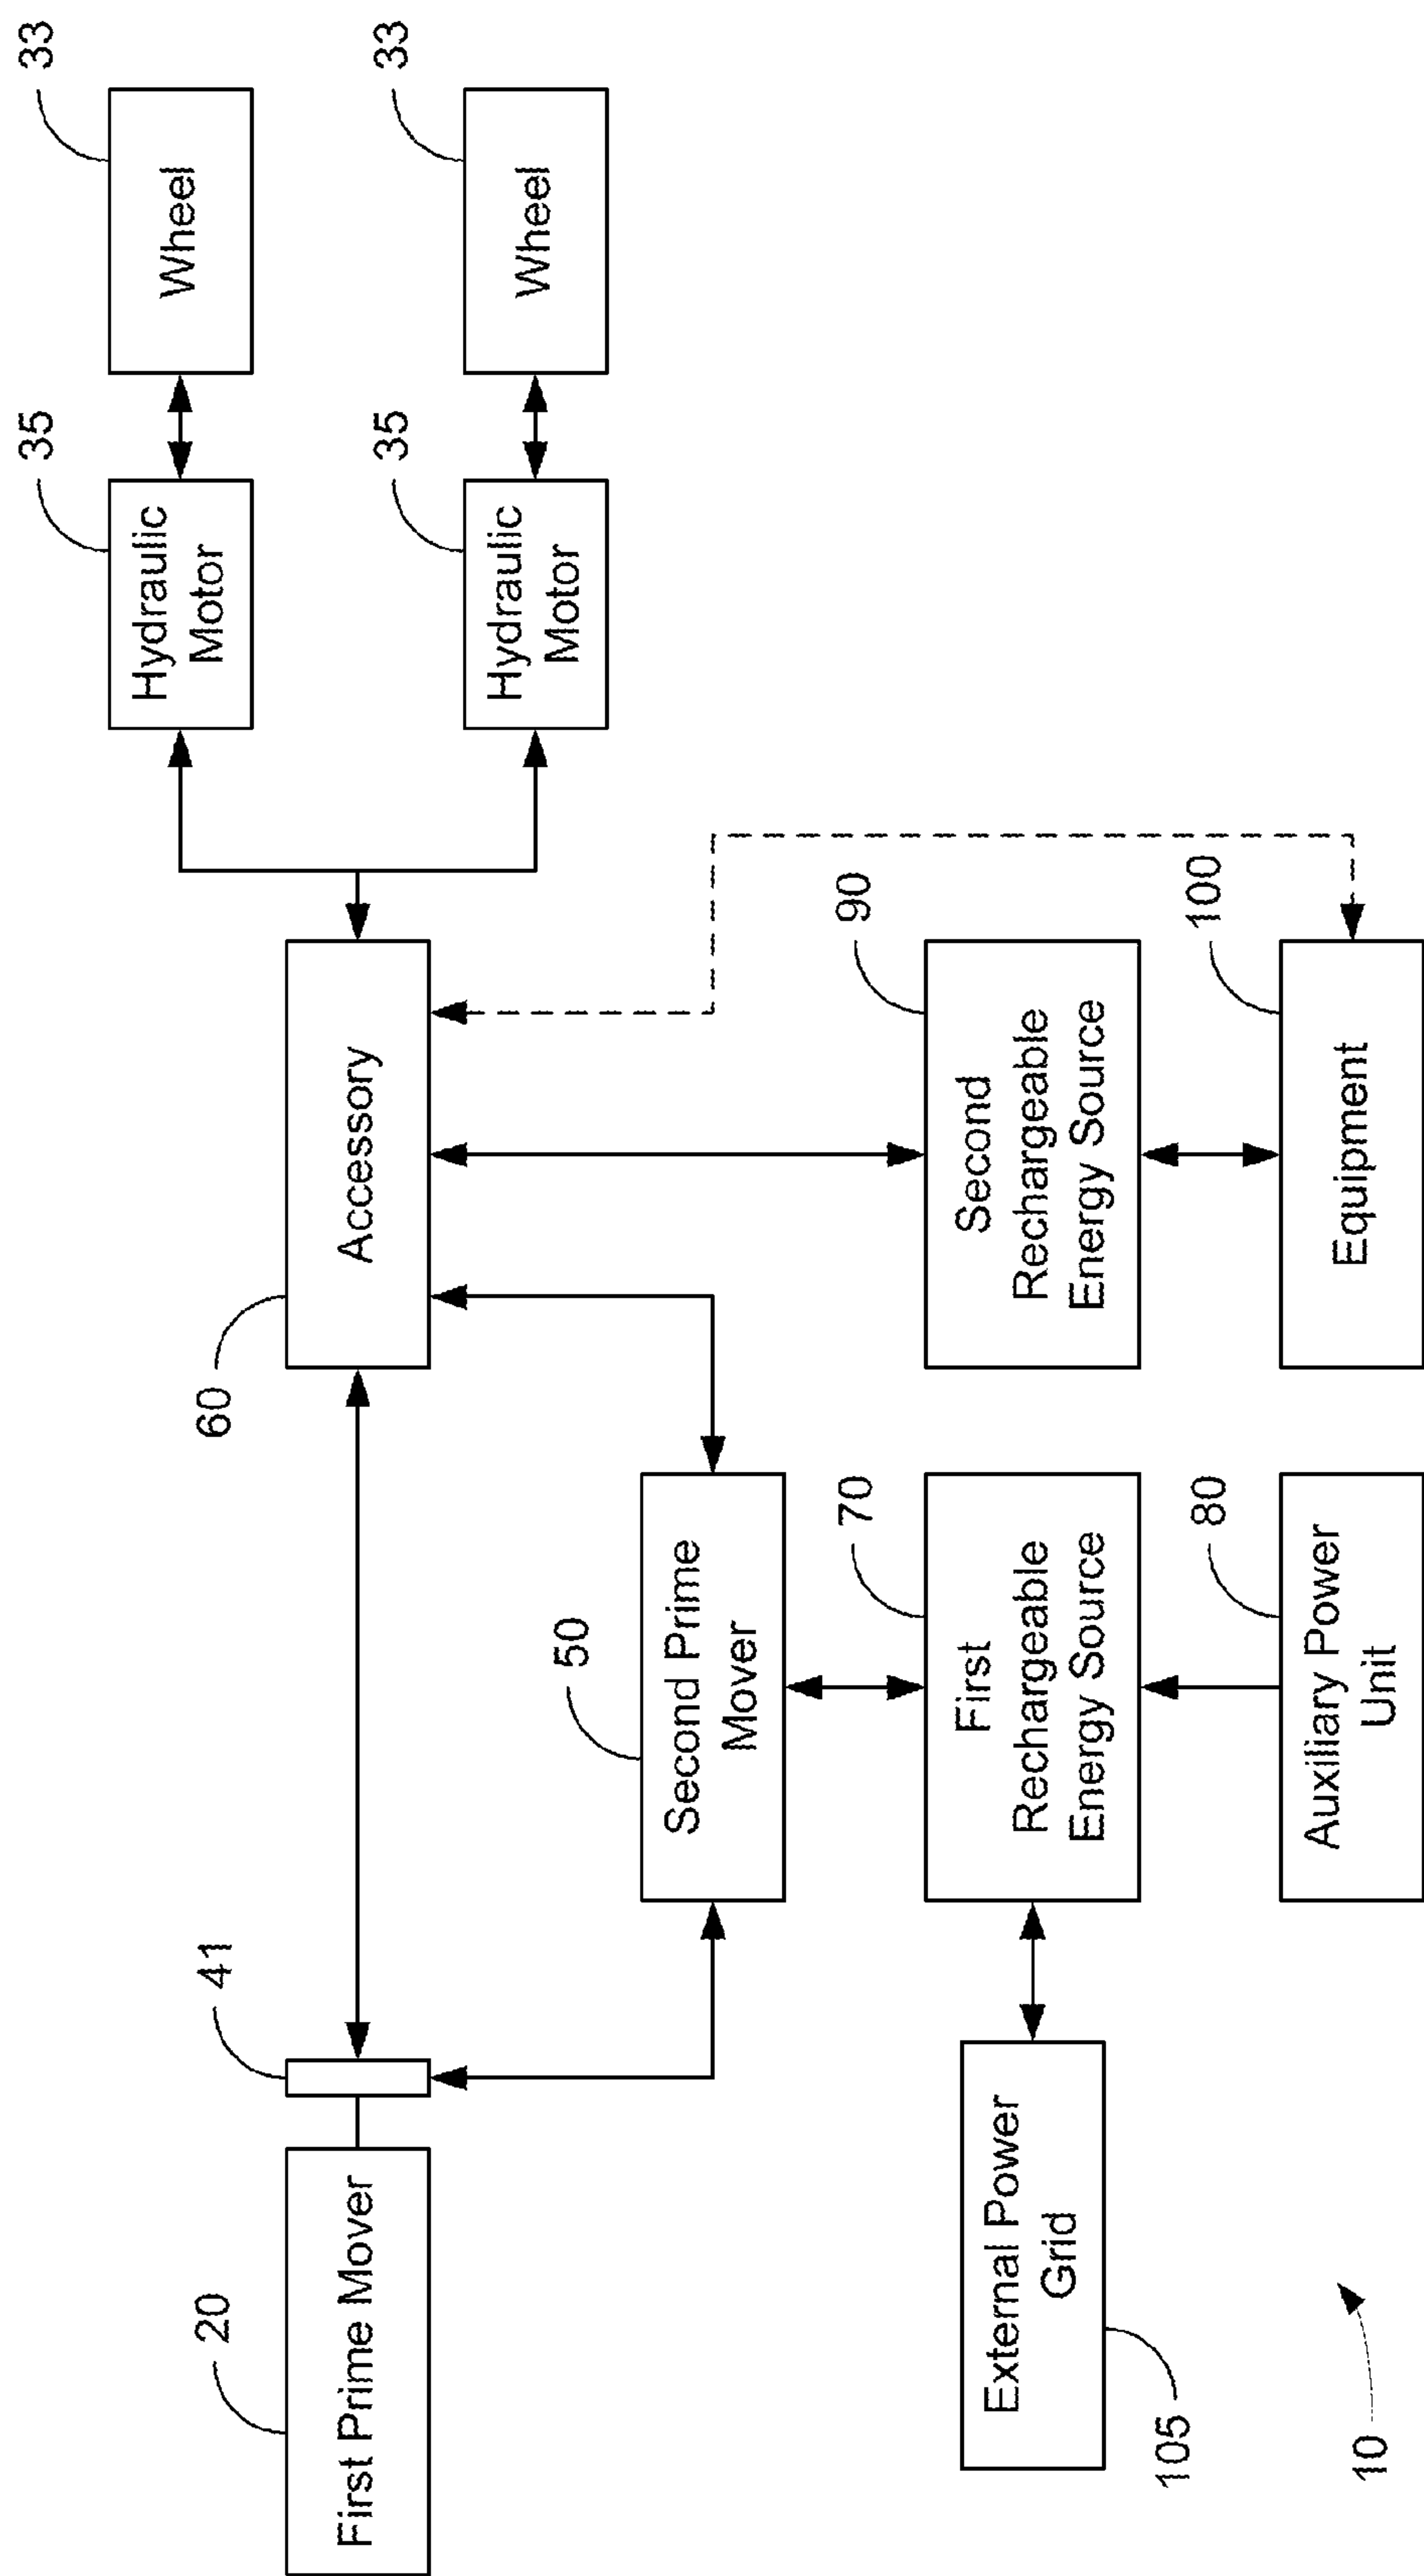 20
First Prime Mover
41
60
Accessory
35
Hydraulic
Motor
33
Wheel
35
Hydraulic
Motor
33
Wheel
50
Second Prime
Mover
105
External Power
Grid
70
First
Rechargeable
Energy Source
90
Second
Rechargeable
Energy Source
80
Auxiliary Power
Unit
100
Equipment
10